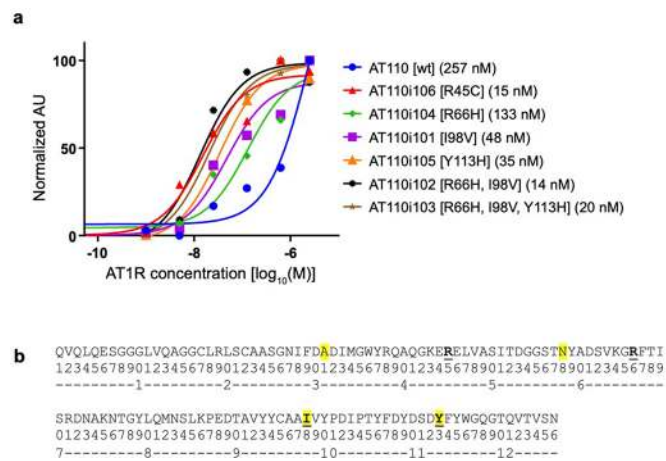 a
Normalized AU
100
50
0
-10 -8 -6
AT1R concentration [log10(M)]
AT110 [wt] (257 nM)
AT110i106 [R45C] (15 nM)
AT110i104 [R66H] (133 nM)
AT110i101 [I98V] (48 nM)
AT110i105 [Y113H] (35 nM)
AT110i102 [R66H, I98V] (14 nM)
AT110i103 [R66H, I98V, Y113H] (20 nM)
b
QVQLQESGGGLVQAGGCLRLSCAASGNIFDADIMGWYRQAQGKERELVASITDGGSTNYADSVKGRFTI
123456789012345678901234567890123456789012345678901234567890123456789
---------1---------2---------3---------4---------5---------6---------
SRDNAKNTGYLQMNSLKPEDTAVYYCAAIVYPDIPTYFDYDSDYFYWGQGTQVTVSN
012345678901234567890123456789012345678901234567890123456
7---------8---------9--------10--------11--------12------